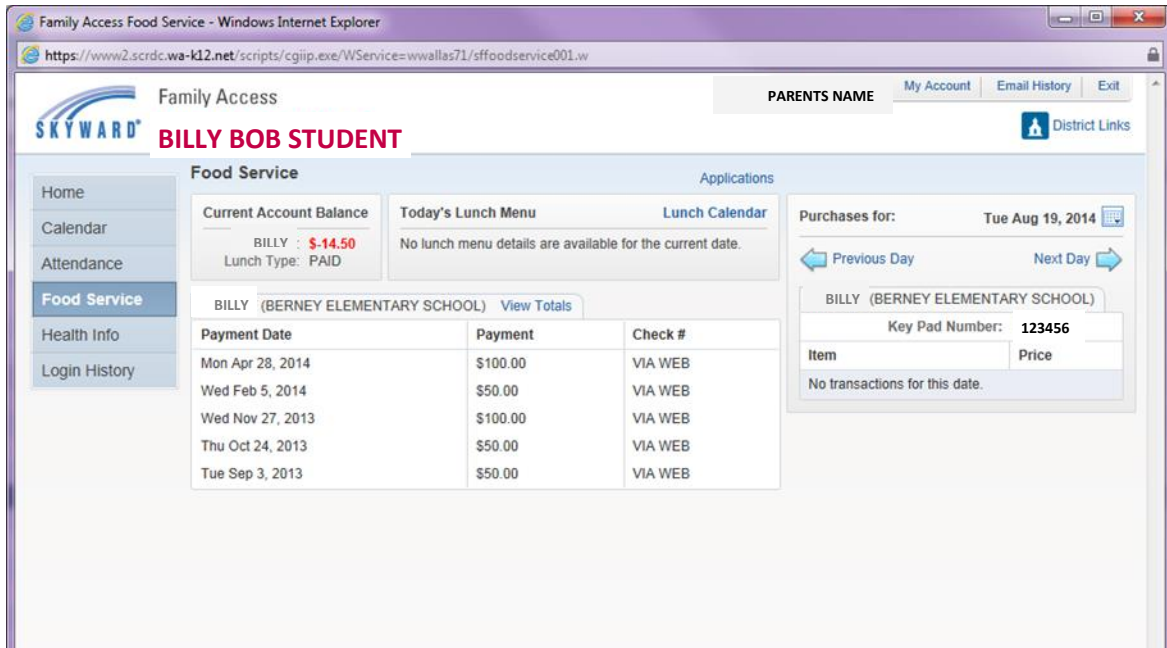 Family Access Food Service - Windows Internet Explorer
https://www2.scrdc.wa-k12.net/scripts/cgiip.exe/WService=wwallas71/sffoodservice001.w
SKYWARD®
Family Access
BILLY BOB STUDENT
PARENTS NAME
My Account
Email History
Exit
District Links
Home
Calendar
Attendance
Food Service
Health Info
Login History
Food Service
Applications
Current Account Balance
BILLY : $-14.50
Lunch Type: PAID
Today's Lunch Menu
Lunch Calendar
No lunch menu details are available for the current date.
BILLY (BERNEY ELEMENTARY SCHOOL) View Totals
Payment Date Payment Check #
Mon Apr 28, 2014 $100.00 VIA WEB
Wed Feb 5, 2014 $50.00 VIA WEB
Wed Nov 27, 2013 $100.00 VIA WEB
Thu Oct 24, 2013 $50.00 VIA WEB
Tue Sep 3, 2013 $50.00 VIA WEB
Purchases for: Tue Aug 19, 2014
Previous Day Next Day
BILLY (BERNEY ELEMENTARY SCHOOL)
Key Pad Number: 123456
Item Price
No transactions for this date.